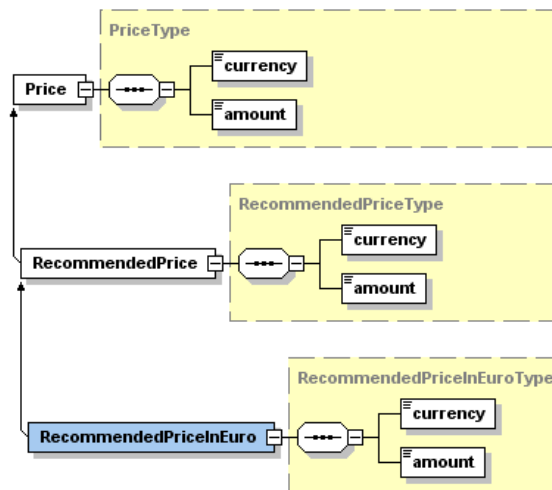 PriceType
Price
currency
amount
RecommendedPriceType
RecommendedPrice
currency
amount
RecommendedPriceInEuroType
RecommendedPriceInEuro
currency
amount